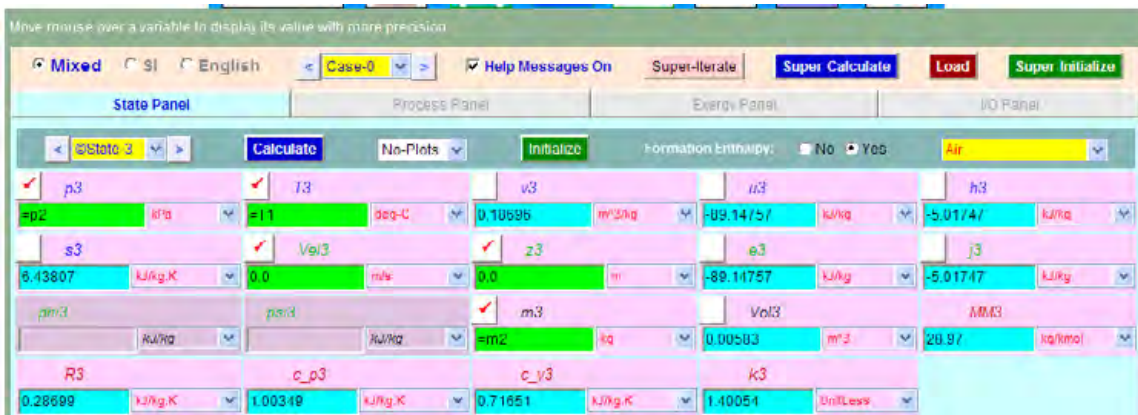 Move mouse over a variable to display its value with more precision
Mixed SI English < Case-0 > Help Messages On Super-Iterate Super Calculate Load Super Initialize
State Panel Process Panel Exergy Panel I/O Panel
< ©State-3 > Calculate No-Plots Initialize Formation Enthalpy: No Yes Air
p3 T3 v3 u3 h3
=p2 kPa =T1 deg-C 0.16696 m^3/kg -89.14757 kJ/kg -5.01747 kJ/kg
s3 Vel3 z3 e3 j3
6.43807 kJ/kg.K 0.0 m/s 0.0 m -89.14757 kJ/kg -5.01747 kJ/kg
phi3 psi3 m3 Vol3 MM3
kJ/kg kJ/kg =m2 kg 0.00583 m^3 28.97 kg/kmol
R3 c_p3 c_v3 k3
0.28699 kJ/kg.K 1.00349 kJ/kg.K 0.71651 kJ/kg.K 1.40054 UnitLess